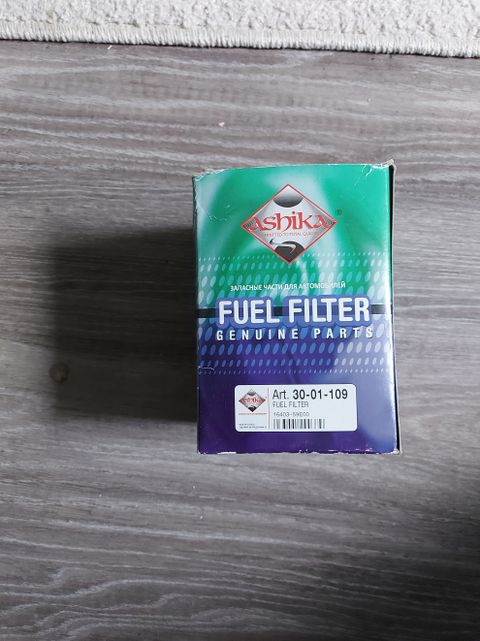 ASHIKA
®
ЗАПАСНЫЕ ЧАСТИ ДЛЯ АВТОМОБИЛЕЙ
FUEL FILTER
GENUINE PARTS
Art. 30-01-109
FUEL FILTER
16403-59E00